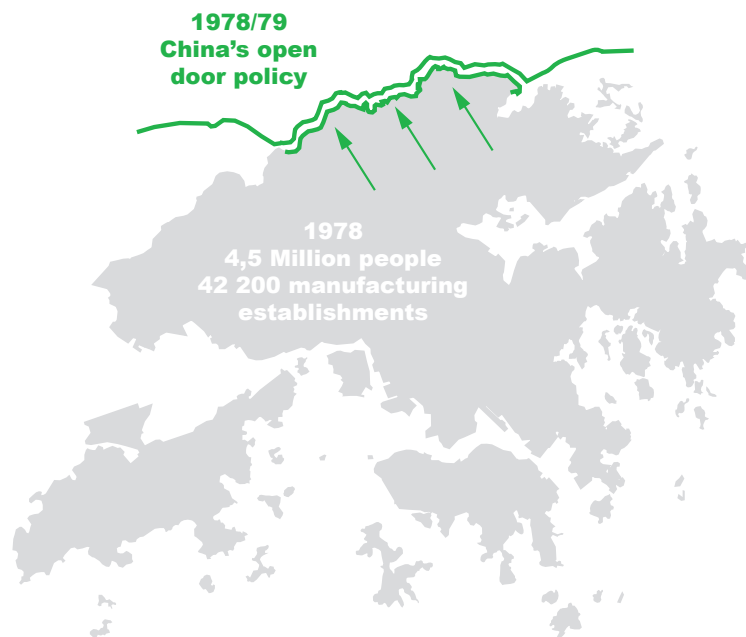 1978/79
China’s open
door policy
1978
4,5 Million people
42 200 manufacturing
establishments